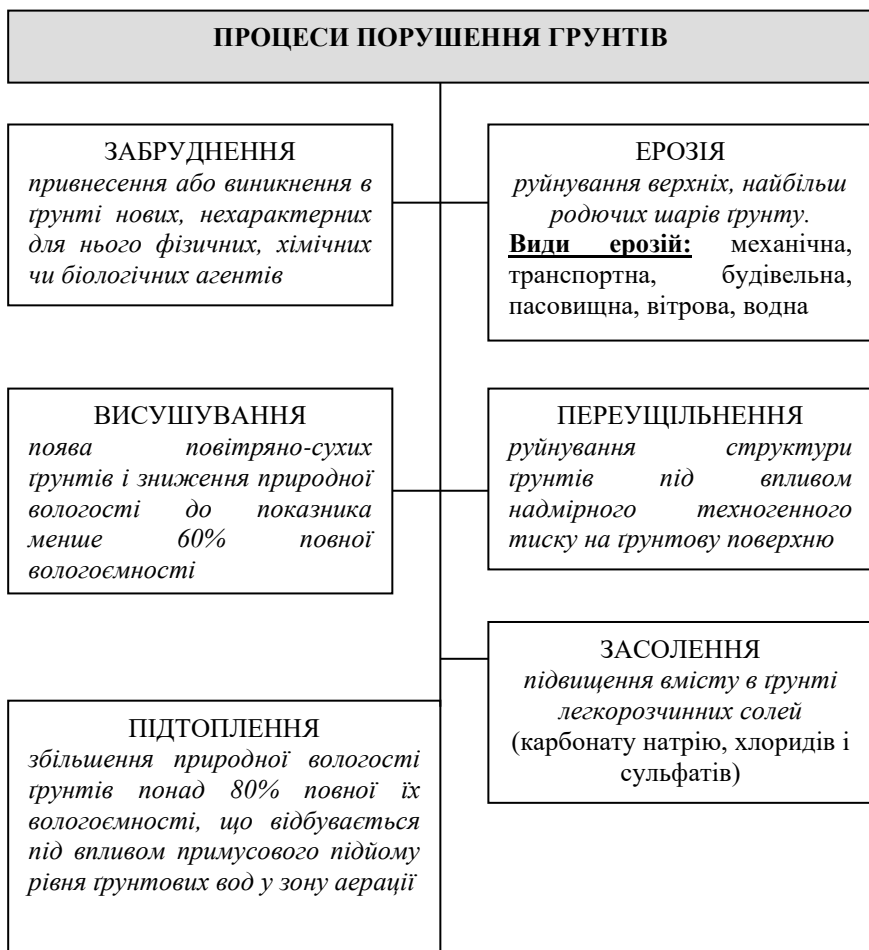 ПРОЦЕСИ ПОРУШЕННЯ ГРУНТІВ
ЗАБРУДНЕННЯ
привнесення або виникнення в
ґрунті нових, нехарактерних
для нього фізичних, хімічних
чи біологічних агентів
ЕРОЗІЯ
руйнування верхніх, найбільш
родючих шарів ґрунту.
Види ерозій: механічна,
транспортна, будівельна,
пасовищна, вітрова, водна
ВИСУШУВАННЯ
поява повітряно-сухих
ґрунтів і зниження природної
вологості до показника
менше 60% повної
вологоємності
ПЕРЕУЩІЛЬНЕННЯ
руйнування структури
ґрунтів під впливом
надмірного техногенного
тиску на ґрунтову поверхню
ЗАСОЛЕННЯ
підвищення вмісту в ґрунті
легкорозчинних солей
(карбонату натрію, хлоридів і
сульфатів)
ПІДТОПЛЕННЯ
збільшення природної вологості
ґрунтів понад 80% повної їх
вологоємності, що відбувається
під впливом примусового підйому
рівня ґрунтових вод у зону аерації